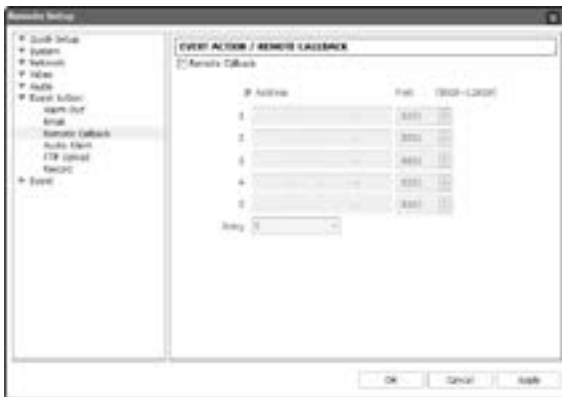 Remote Setup
Quick Setup
System
Network
Video
Audio
Event Action
Alarm Out
Email
Remote Callback
Audio Alarm
FTP Upload
Record
Event
EVENT ACTION / REMOTE CALLBACK
Remote Callback
IP Address Port
1
2
3
4
5
Retry 5
OK Cancel Apply